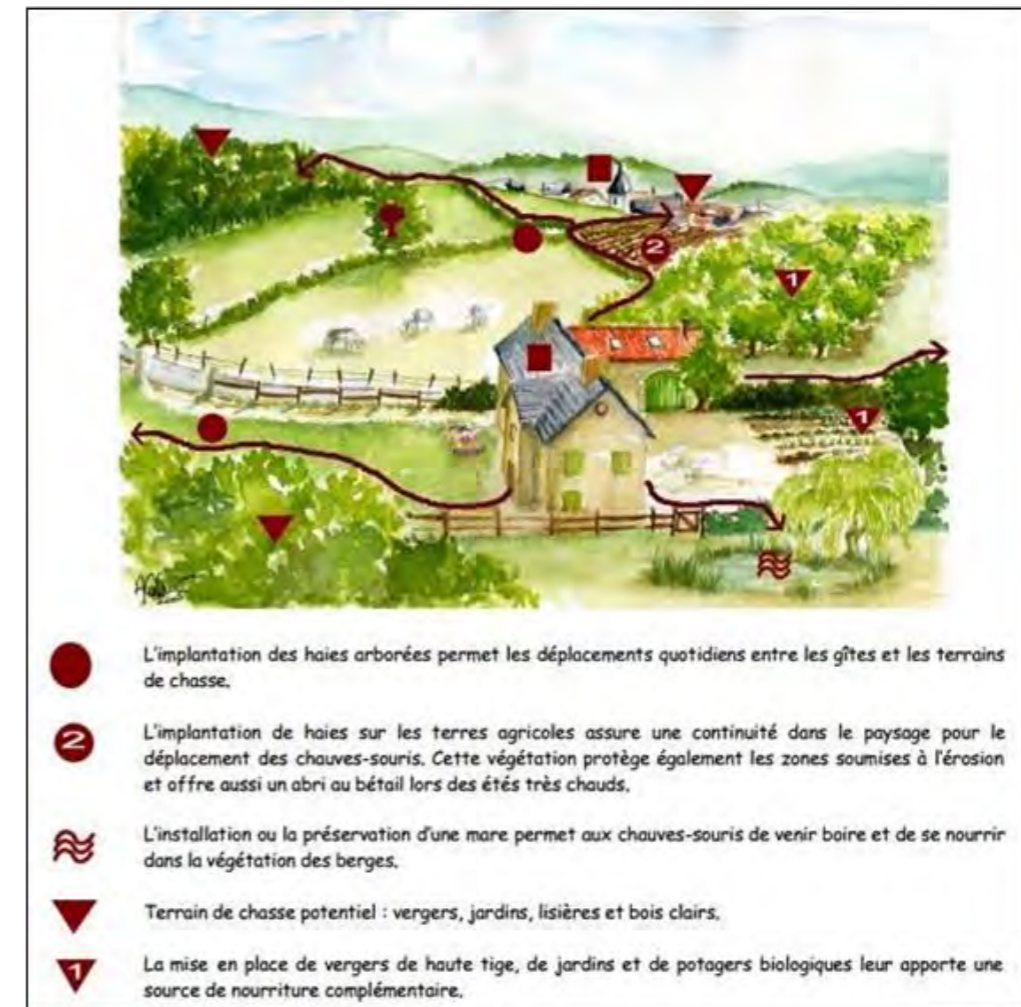 2
1
1
L'implantation des haies arborées permet les déplacements quotidiens entre les gîtes et les terrains
de chasse.
2
L'implantation de haies sur les terres agricoles assure une continuité dans le paysage pour le
déplacement des chauves-souris. Cette végétation protège également les zones soumises à l'érosion
et offre aussi un abri au bétail lors des étés très chauds.
L'installation ou la préservation d'une mare permet aux chauves-souris de venir boire et de se nourrir
dans la végétation des berges.
Terrain de chasse potentiel : vergers, jardins, lisières et bois clairs.
1
La mise en place de vergers de haute tige, de jardins et de potagers biologiques leur apporte une
source de nourriture complémentaire.